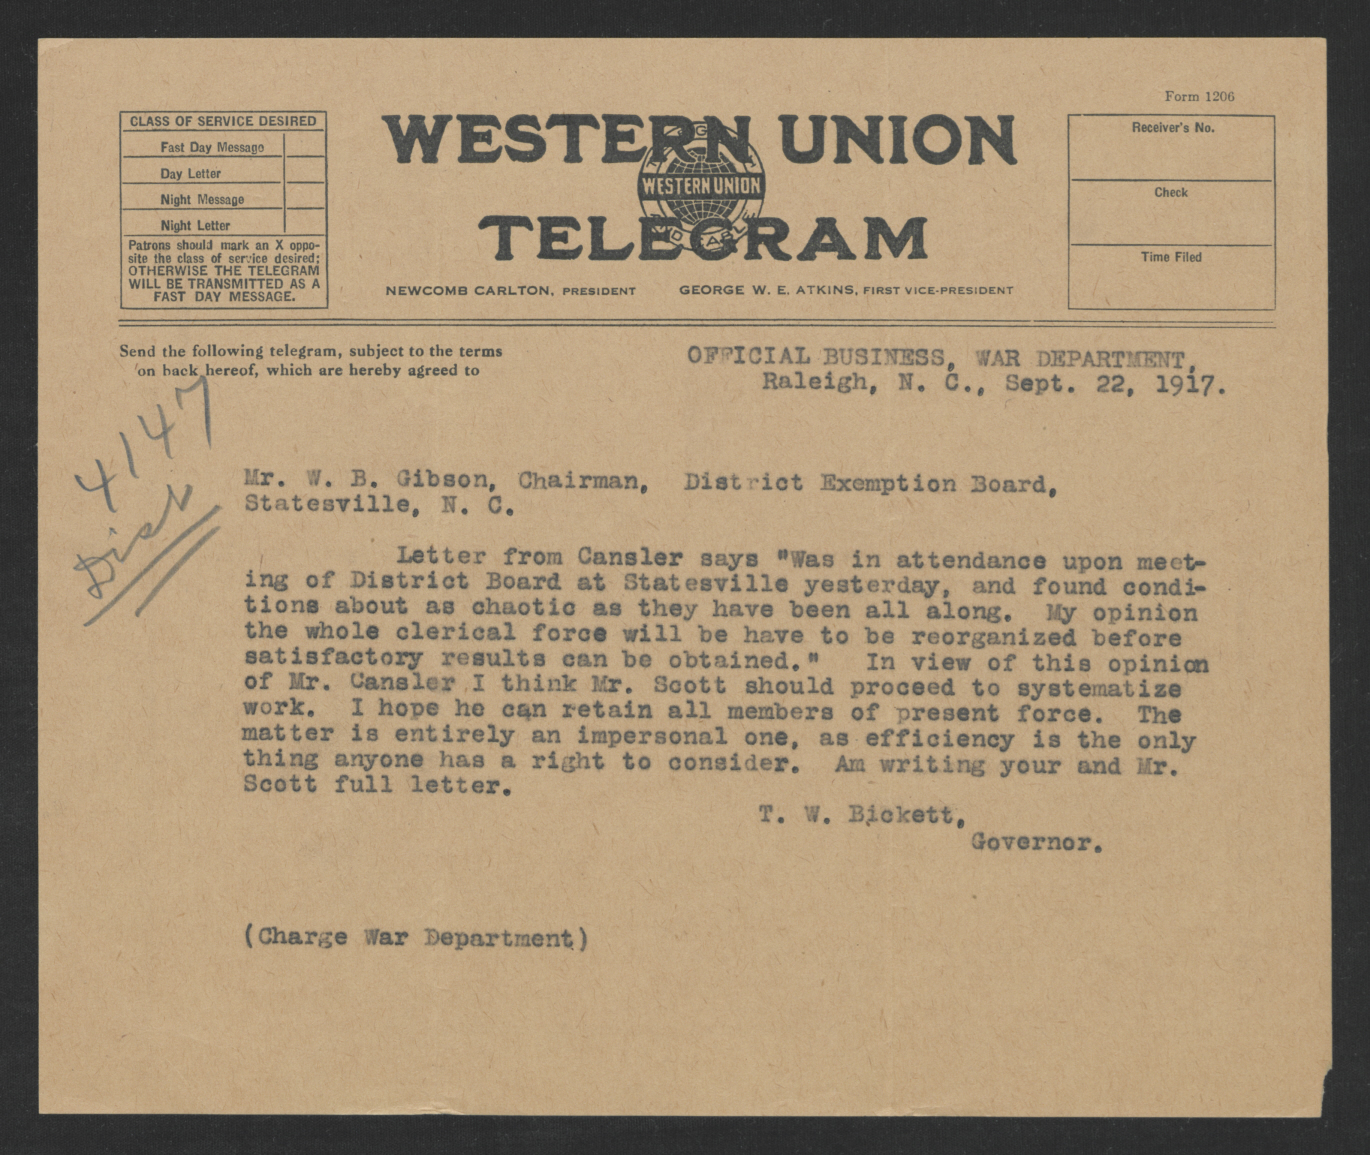 Form 1206
CLASS OF SERVICE DESIRED
Fast Day Message
Day Letter
Night Message
Night Letter
Patrons should mark an X oppo-
site the class of service desired;
OTHERWISE THE TELEGRAM
WILL BE TRANSMITTED AS A
FAST DAY MESSAGE.
WESTERN UNION
WESTERN UNION
TELEGRAM
NEWCOMB CARLTON, PRESIDENT GEORGE W. E. ATKINS, FIRST VICE-PRESIDENT
Receiver's No.
Check
Time Filed
Send the following telegram, subject to the terms
on back hereof, which are hereby agreed to
OFFICIAL BUSINESS, WAR DEPARTMENT,
Raleigh, N. C., Sept. 22, 1917.
4147
Dist
Mr. W. B. Gibson, Chairman, District Exemption Board,
Statesville, N. C.
Letter from Cansler says "Was in attendance upon meet-
ing of District Board at Statesville yesterday, and found condi-
tions about as chaotic as they have been all along. My opinion
the whole clerical force will be have to be reorganized before
satisfactory results can be obtained." In view of this opinion
of Mr. Cansler I think Mr. Scott should proceed to systematize
work. I hope he can retain all members of present force. The
matter is entirely an impersonal one, as efficiency is the only
thing anyone has a right to consider. Am writing your and Mr.
Scott full letter.
T. W. Bickett,
Governor.
(Charge War Department)